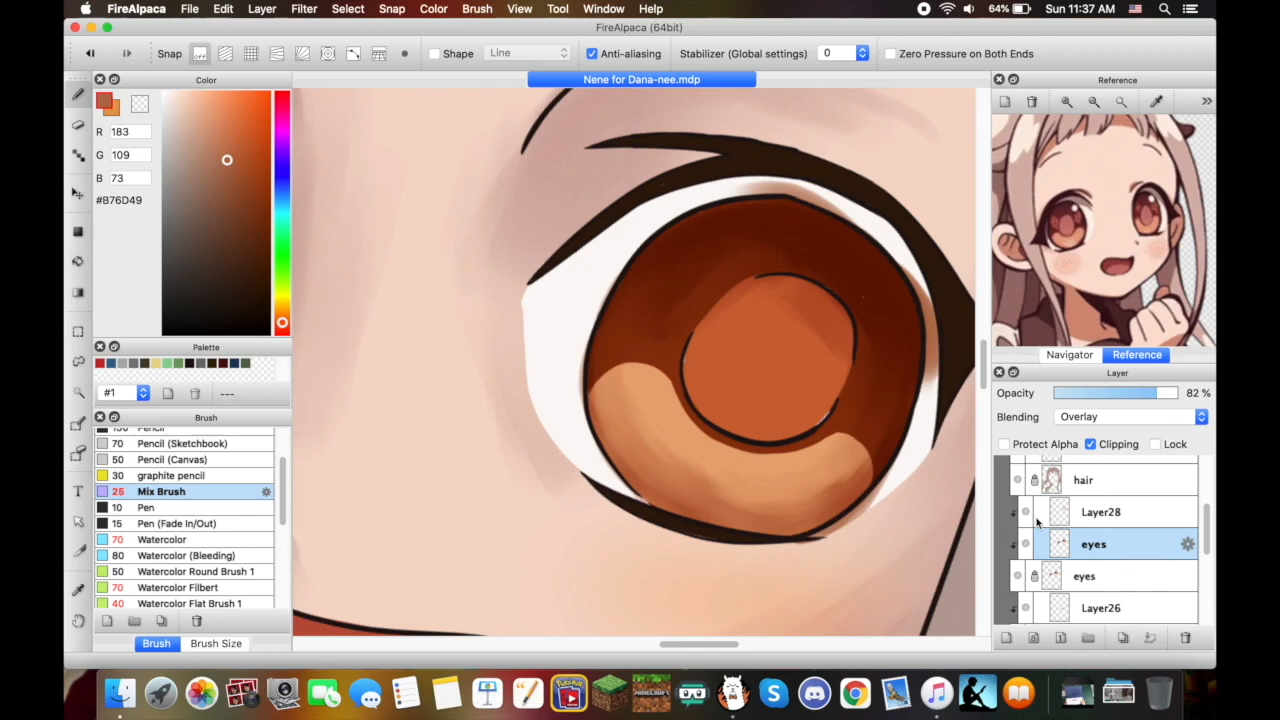 FireAlpaca File Edit Layer Filter Select Snap Color Brush View Tool Window Help 64% Sun 11:37 AM
FireAlpaca (64bit)
Snap Shape Line Anti-aliasing Stabilizer (Global settings) 0 Zero Pressure on Both Ends
Color
Nene for Dana-nee.mdp
Reference
R 183
G 109
B 73
#B76D49
Palette
#1 ---
Navigator Reference
Layer
Opacity 82 %
Blending Overlay
Protect Alpha Clipping Lock
Brush
70 Pencil (Sketchbook)
50 Pencil (Canvas)
30 graphite pencil
25 Mix Brush
10 Pen
15 Pen (Fade In/Out)
70 Watercolor
80 Watercolor (Bleeding)
50 Watercolor Round Brush 1
70 Watercolor Filbert
40 Watercolor Flat Brush 1
hair
Layer28
eyes
eyes
Layer26
Brush Brush Size